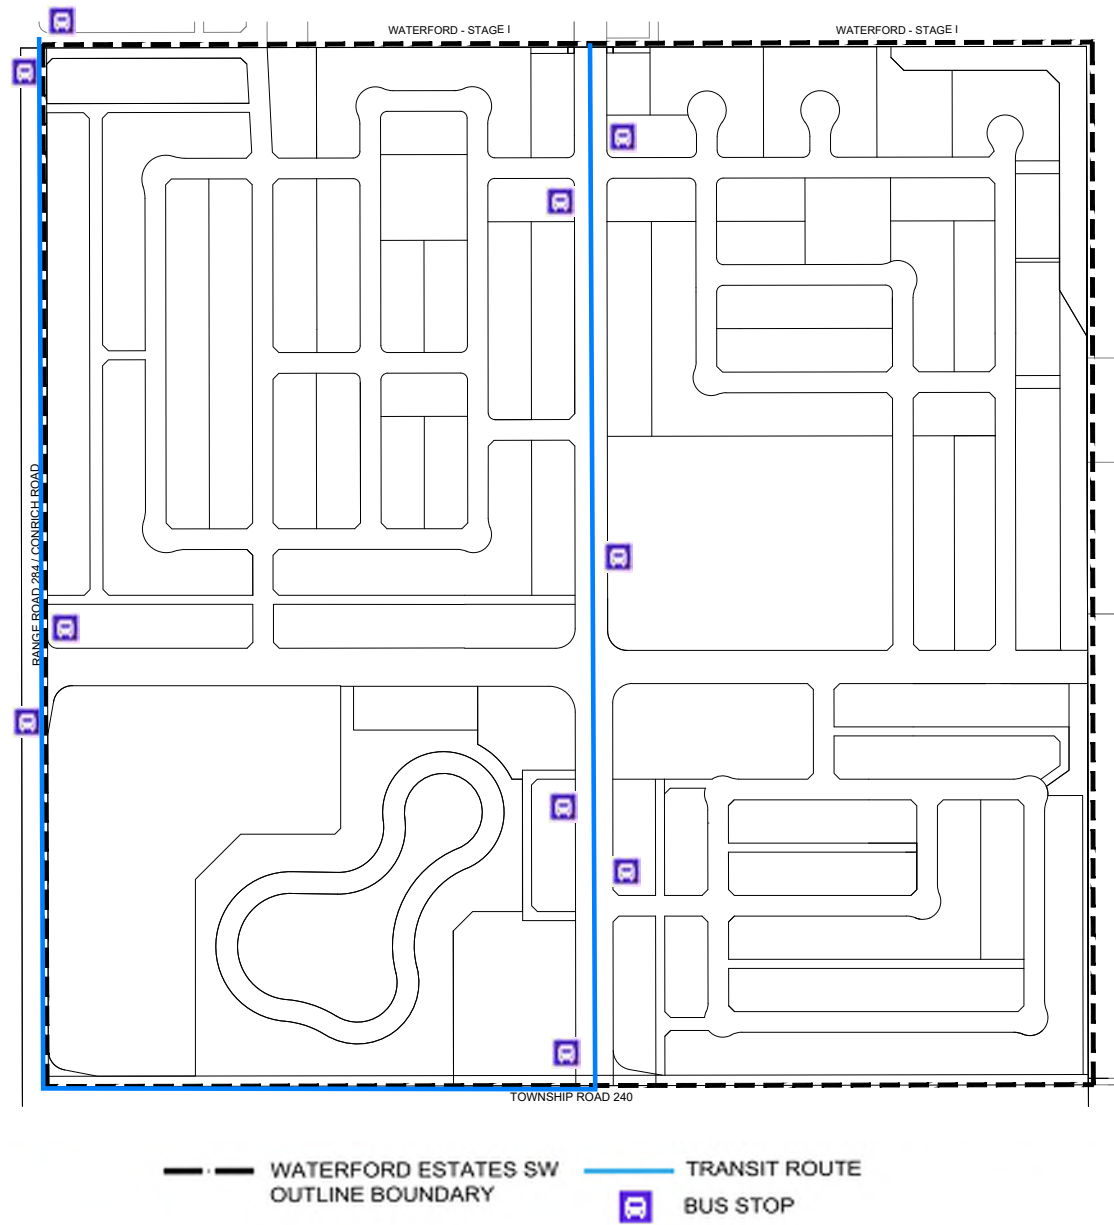 WATERFORD - STAGE I
WATERFORD - STAGE I
RANGE ROAD 284 / CONRICH ROAD
TOWNSHIP ROAD 240
WATERFORD ESTATES SW
OUTLINE BOUNDARY
TRANSIT ROUTE
BUS STOP